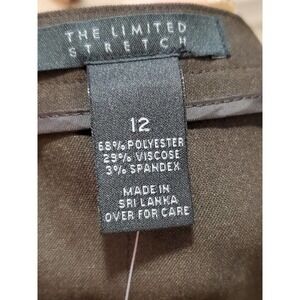 THE LIMITED
STRETCH
12
68% POLYESTER
29% VISCOSE
3% SPANDEX
MADE IN
SRI LANKA
OVER FOR CARE